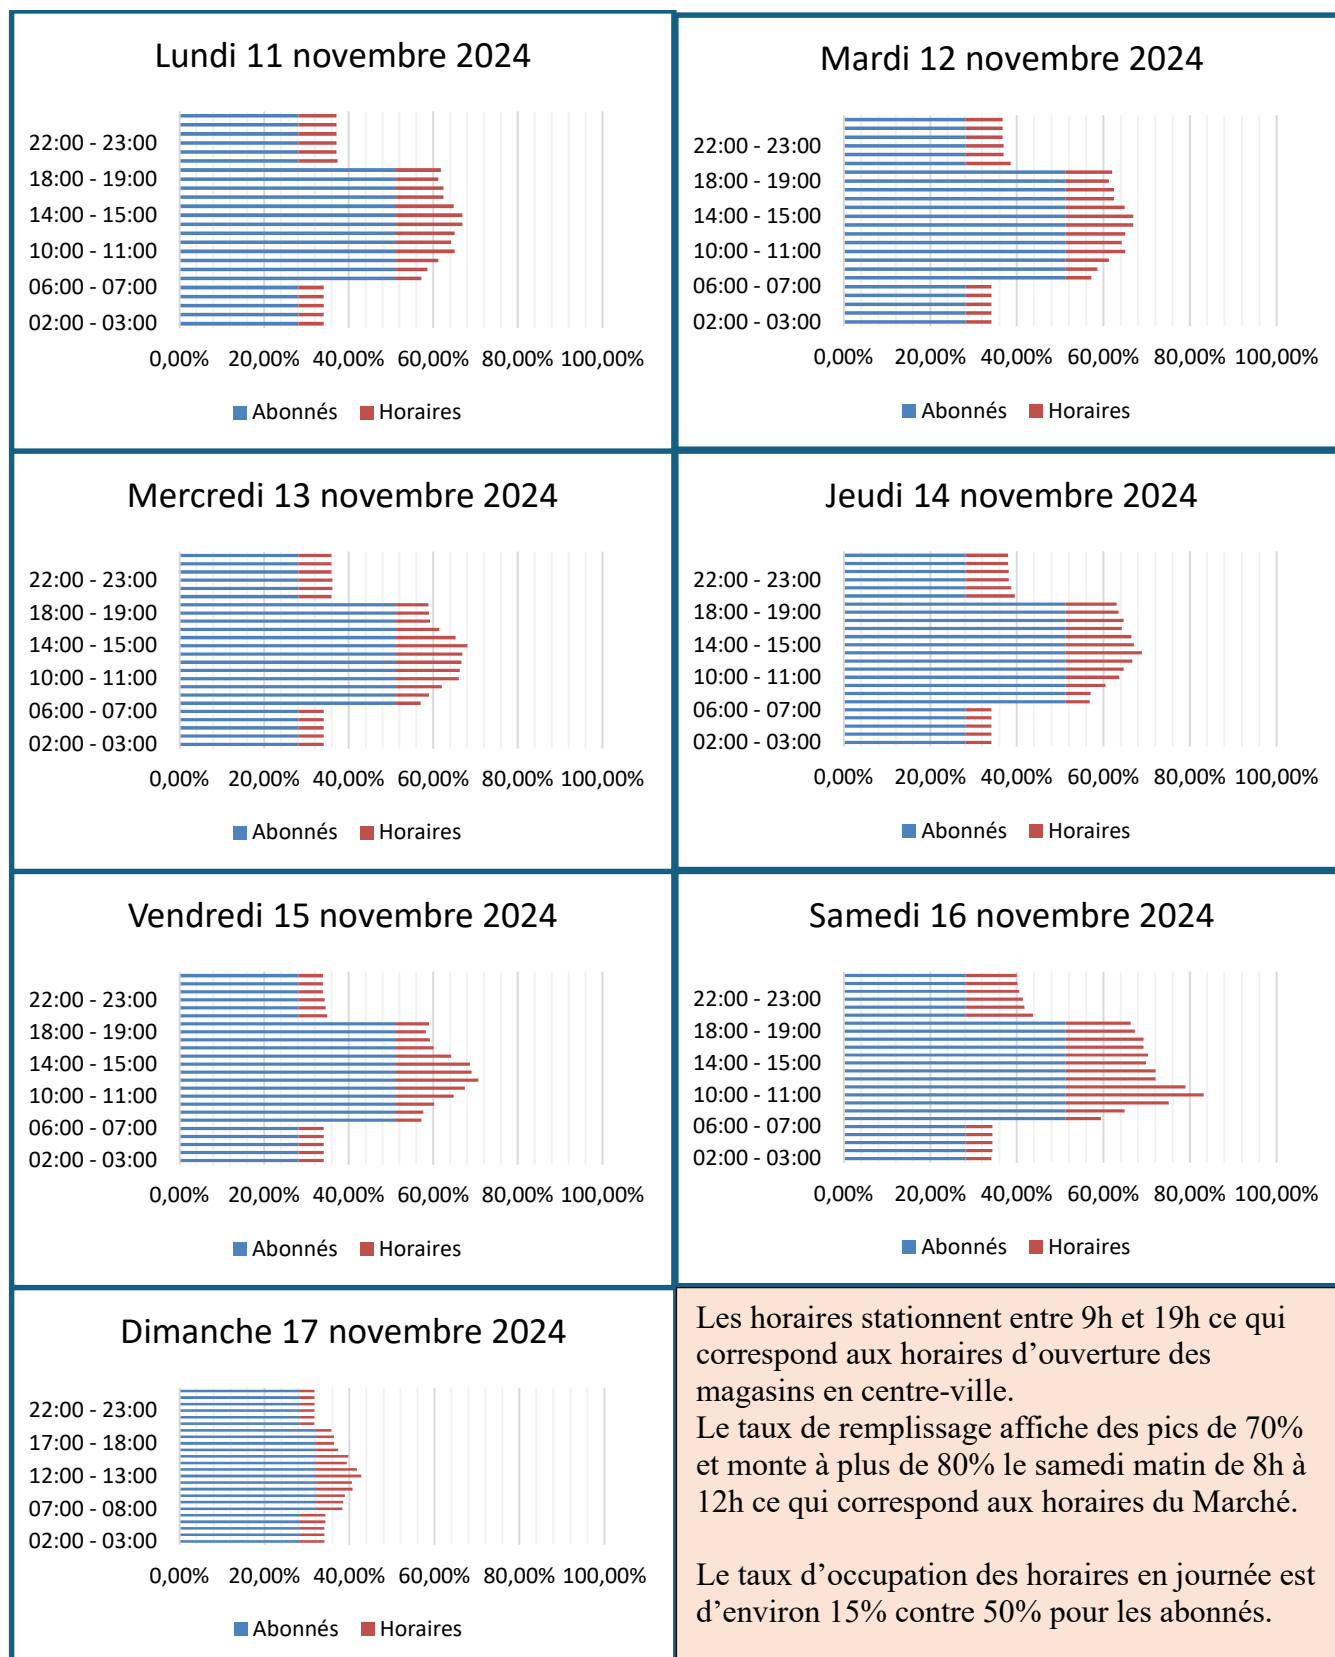 Lundi 11 novembre 2024
22:00 - 23:00
18:00 - 19:00
14:00 - 15:00
10:00 - 11:00
06:00 - 07:00
02:00 - 03:00
0,00% 20,00% 40,00% 60,00% 80,00% 100,00%
Abonnés Horaires
Mardi 12 novembre 2024
22:00 - 23:00
18:00 - 19:00
14:00 - 15:00
10:00 - 11:00
06:00 - 07:00
02:00 - 03:00
0,00% 20,00% 40,00% 60,00% 80,00% 100,00%
Abonnés Horaires
Mercredi 13 novembre 2024
22:00 - 23:00
18:00 - 19:00
14:00 - 15:00
10:00 - 11:00
06:00 - 07:00
02:00 - 03:00
0,00% 20,00% 40,00% 60,00% 80,00% 100,00%
Abonnés Horaires
Jeudi 14 novembre 2024
22:00 - 23:00
18:00 - 19:00
14:00 - 15:00
10:00 - 11:00
06:00 - 07:00
02:00 - 03:00
0,00% 20,00% 40,00% 60,00% 80,00% 100,00%
Abonnés Horaires
Vendredi 15 novembre 2024
22:00 - 23:00
18:00 - 19:00
14:00 - 15:00
10:00 - 11:00
06:00 - 07:00
02:00 - 03:00
0,00% 20,00% 40,00% 60,00% 80,00% 100,00%
Abonnés Horaires
Samedi 16 novembre 2024
22:00 - 23:00
18:00 - 19:00
14:00 - 15:00
10:00 - 11:00
06:00 - 07:00
02:00 - 03:00
0,00% 20,00% 40,00% 60,00% 80,00% 100,00%
Abonnés Horaires
Dimanche 17 novembre 2024
22:00 - 23:00
17:00 - 18:00
12:00 - 13:00
07:00 - 08:00
02:00 - 03:00
0,00% 20,00% 40,00% 60,00% 80,00% 100,00%
Abonnés Horaires
Les horaires stationnent entre 9h et 19h ce qui
correspond aux horaires d’ouverture des
magasins en centre-ville.
Le taux de remplissage affiche des pics de 70%
et monte à plus de 80% le samedi matin de 8h à
12h ce qui correspond aux horaires du Marché.
Le taux d’occupation des horaires en journée est
d’environ 15% contre 50% pour les abonnés.